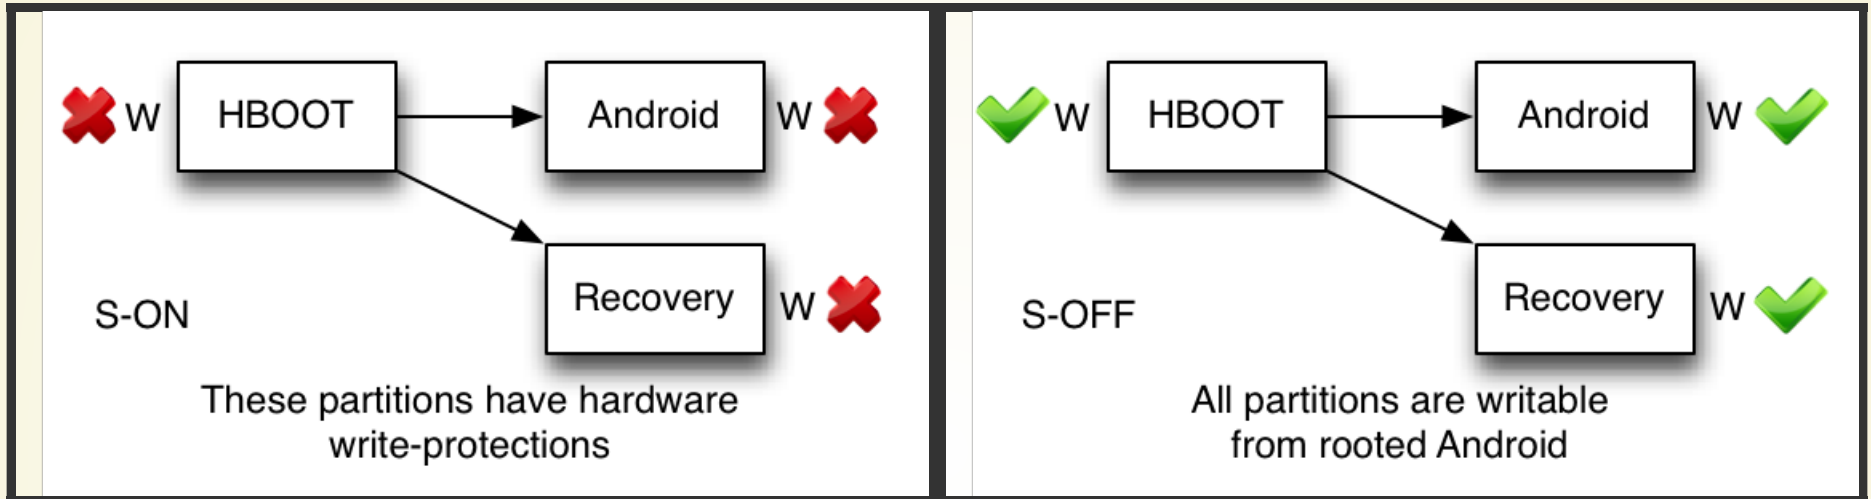 W HBOOT Android W
Recovery W
S-ON
These partitions have hardware
write-protections
W HBOOT Android W
Recovery W
S-OFF
All partitions are writable
from rooted Android